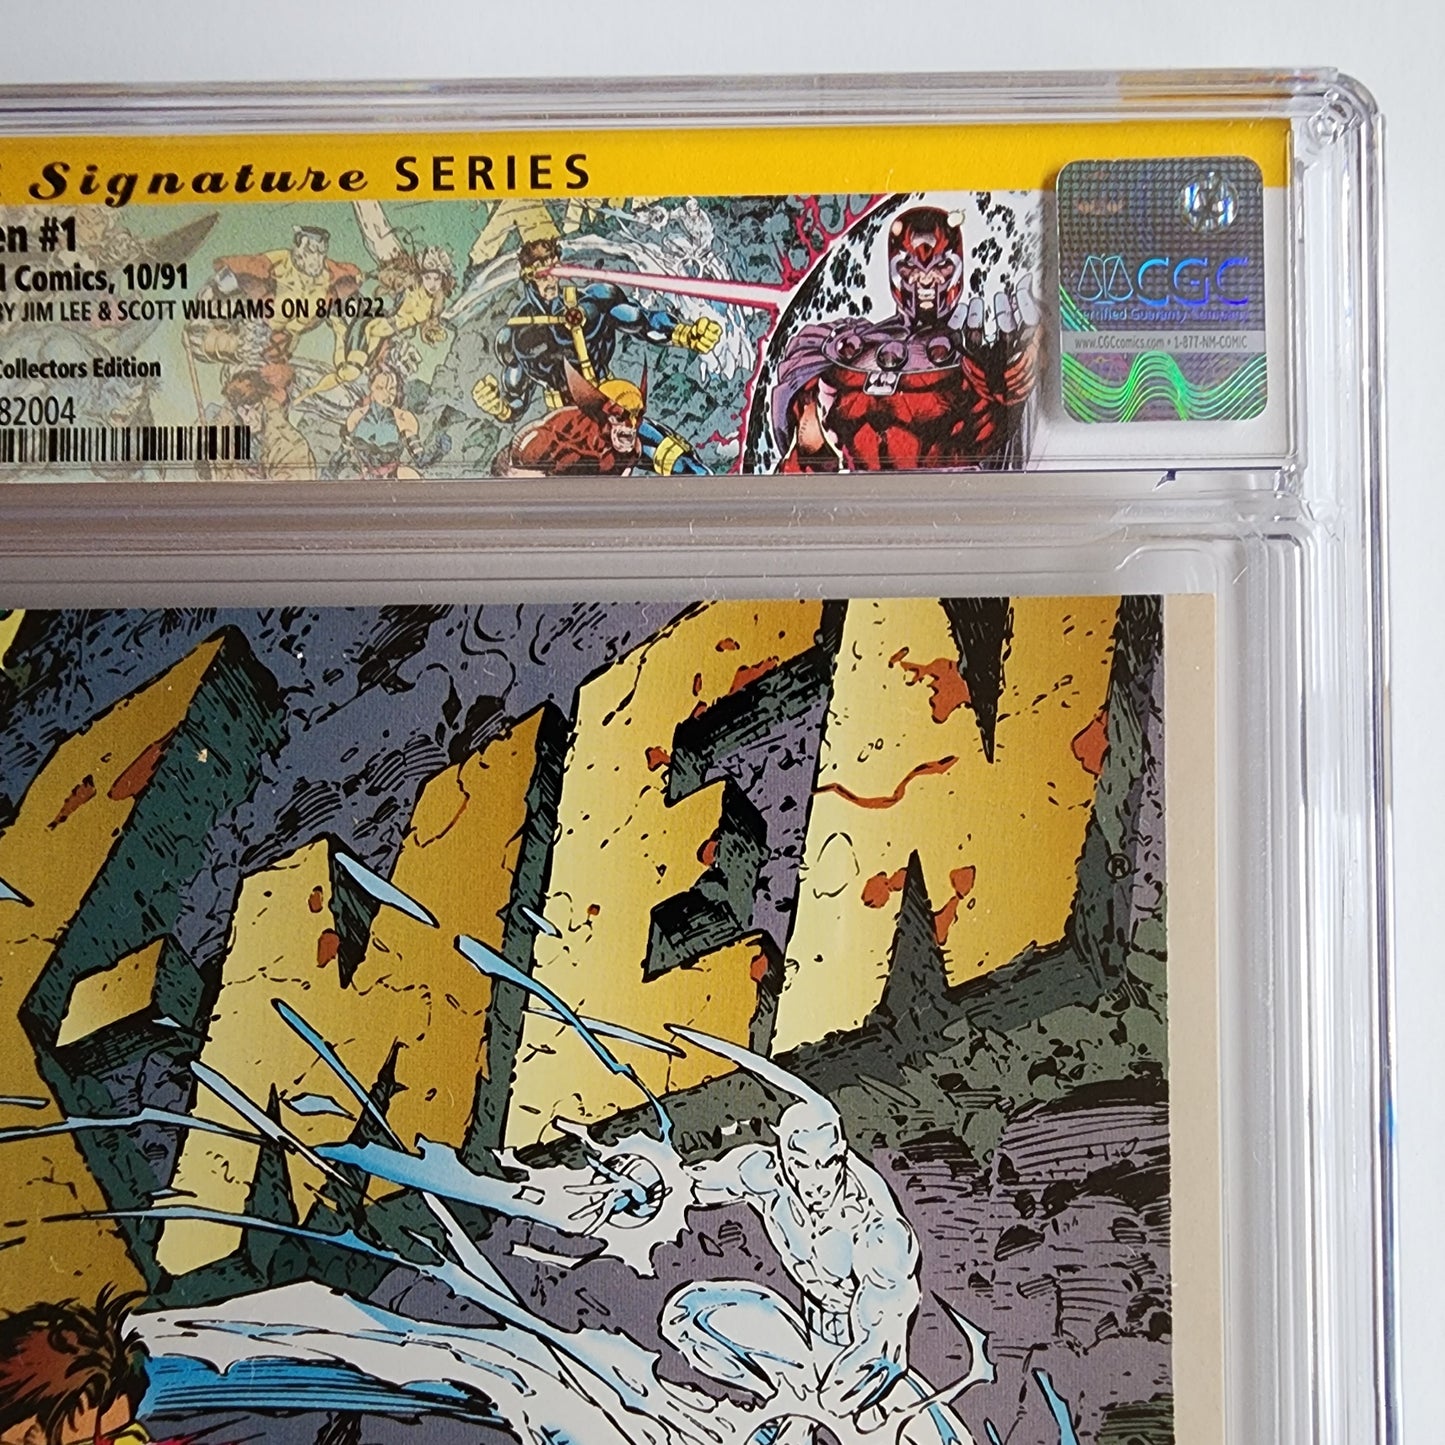 Signature SERIES
en #1
l Comics, 10/91
BY JIM LEE & SCOTT WILLIAMS ON 8/16/22
Collectors Edition
82004
CGC
Certified Guaranty Company
www.CGCcomics.com • 1-877-NM-COMIC
X-MEN
®